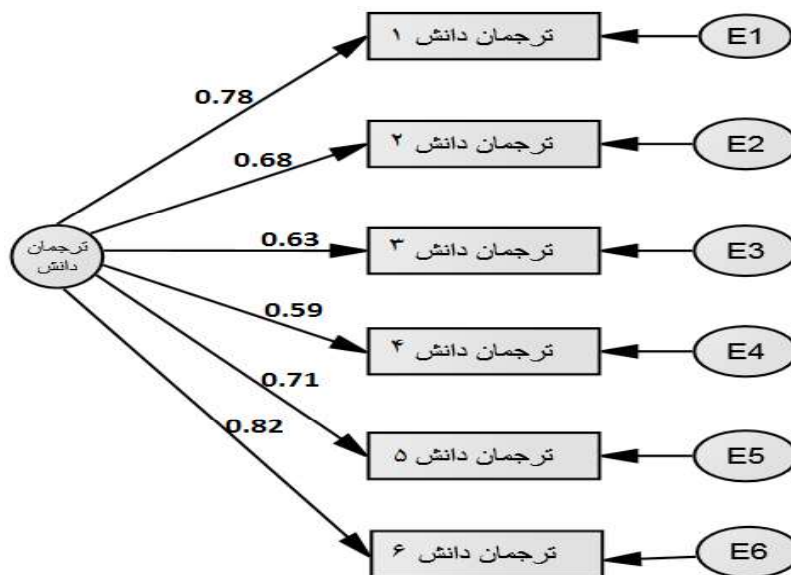 ترجمان دانش ۱
E1
0.78
ترجمان دانش ۲
E2
0.68
ترجمان
دانش
0.63
ترجمان دانش ۳
E3
0.59
ترجمان دانش ۴
E4
0.71
0.82
ترجمان دانش ۵
E5
ترجمان دانش ۶
E6